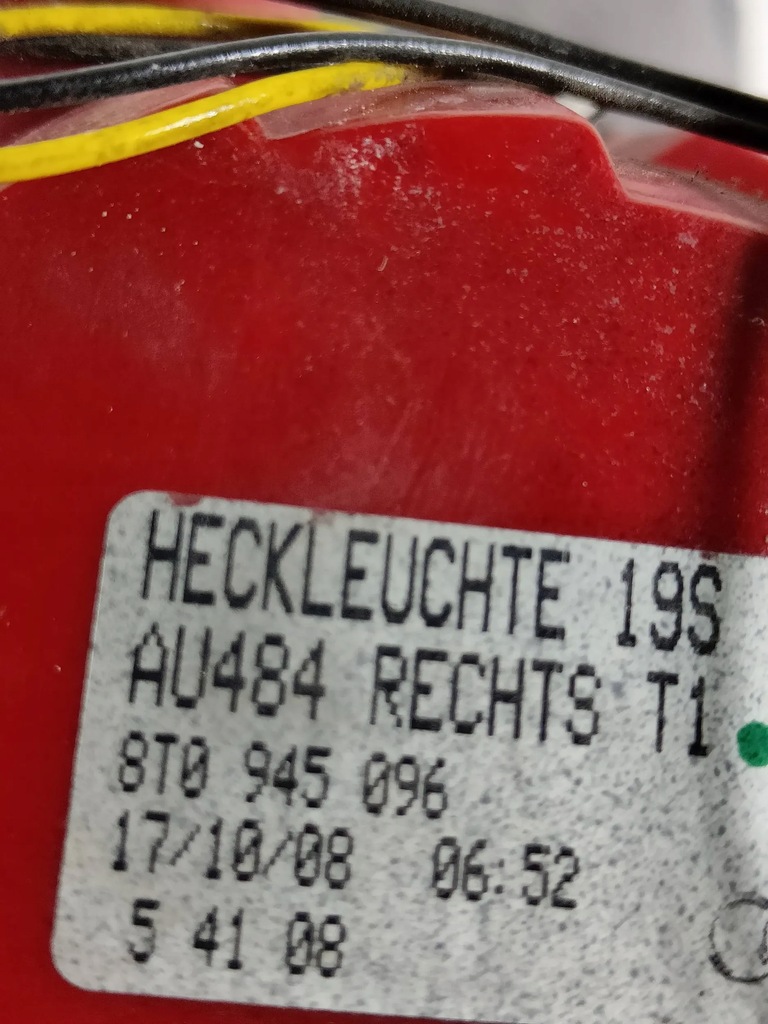 HECKLEUCHTE 19S
AU484 RECHTS T1
8T0 945 096
17/10/08 06:52
5 41 08